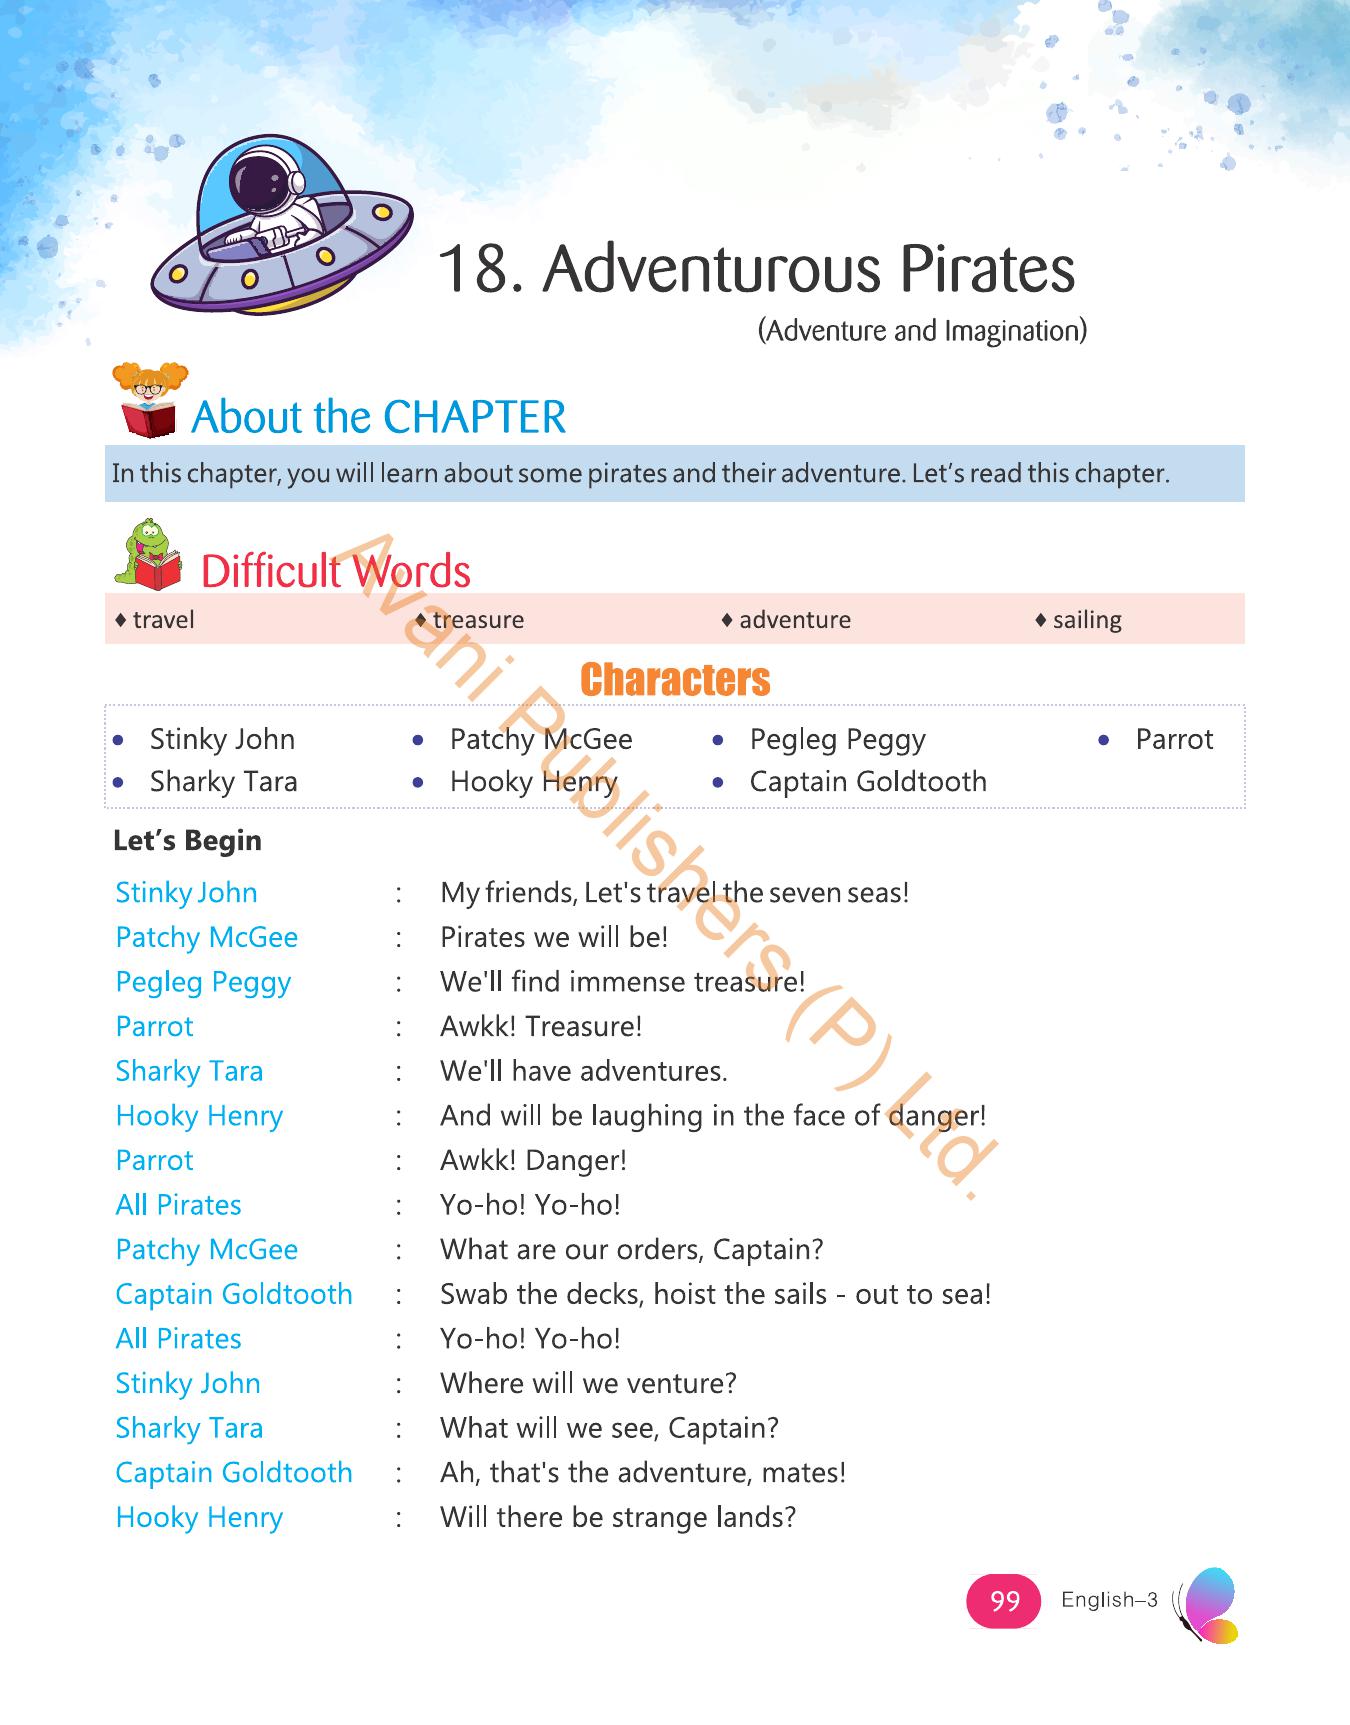 18. Adventurous Pirates
(Adventure and Imagination)
About the CHAPTER
In this chapter, you will learn about some pirates and their adventure. Let’s read this chapter.
Difficult Words
♦ travel ♦ treasure ♦ adventure ♦ sailing
Characters
• Stinky John • Patchy McGee • Pegleg Peggy • Parrot
• Sharky Tara • Hooky Henry • Captain Goldtooth
Let’s Begin
Stinky John : My friends, Let's travel the seven seas!
Patchy McGee : Pirates we will be!
Pegleg Peggy : We'll find immense treasure!
Parrot : Awkk! Treasure!
Sharky Tara : We'll have adventures.
Hooky Henry : And will be laughing in the face of danger!
Parrot : Awkk! Danger!
All Pirates : Yo-ho! Yo-ho!
Patchy McGee : What are our orders, Captain?
Captain Goldtooth : Swab the decks, hoist the sails - out to sea!
All Pirates : Yo-ho! Yo-ho!
Stinky John : Where will we venture?
Sharky Tara : What will we see, Captain?
Captain Goldtooth : Ah, that's the adventure, mates!
Hooky Henry : Will there be strange lands?
99 English–3
Avani Publishers (P) Ltd.